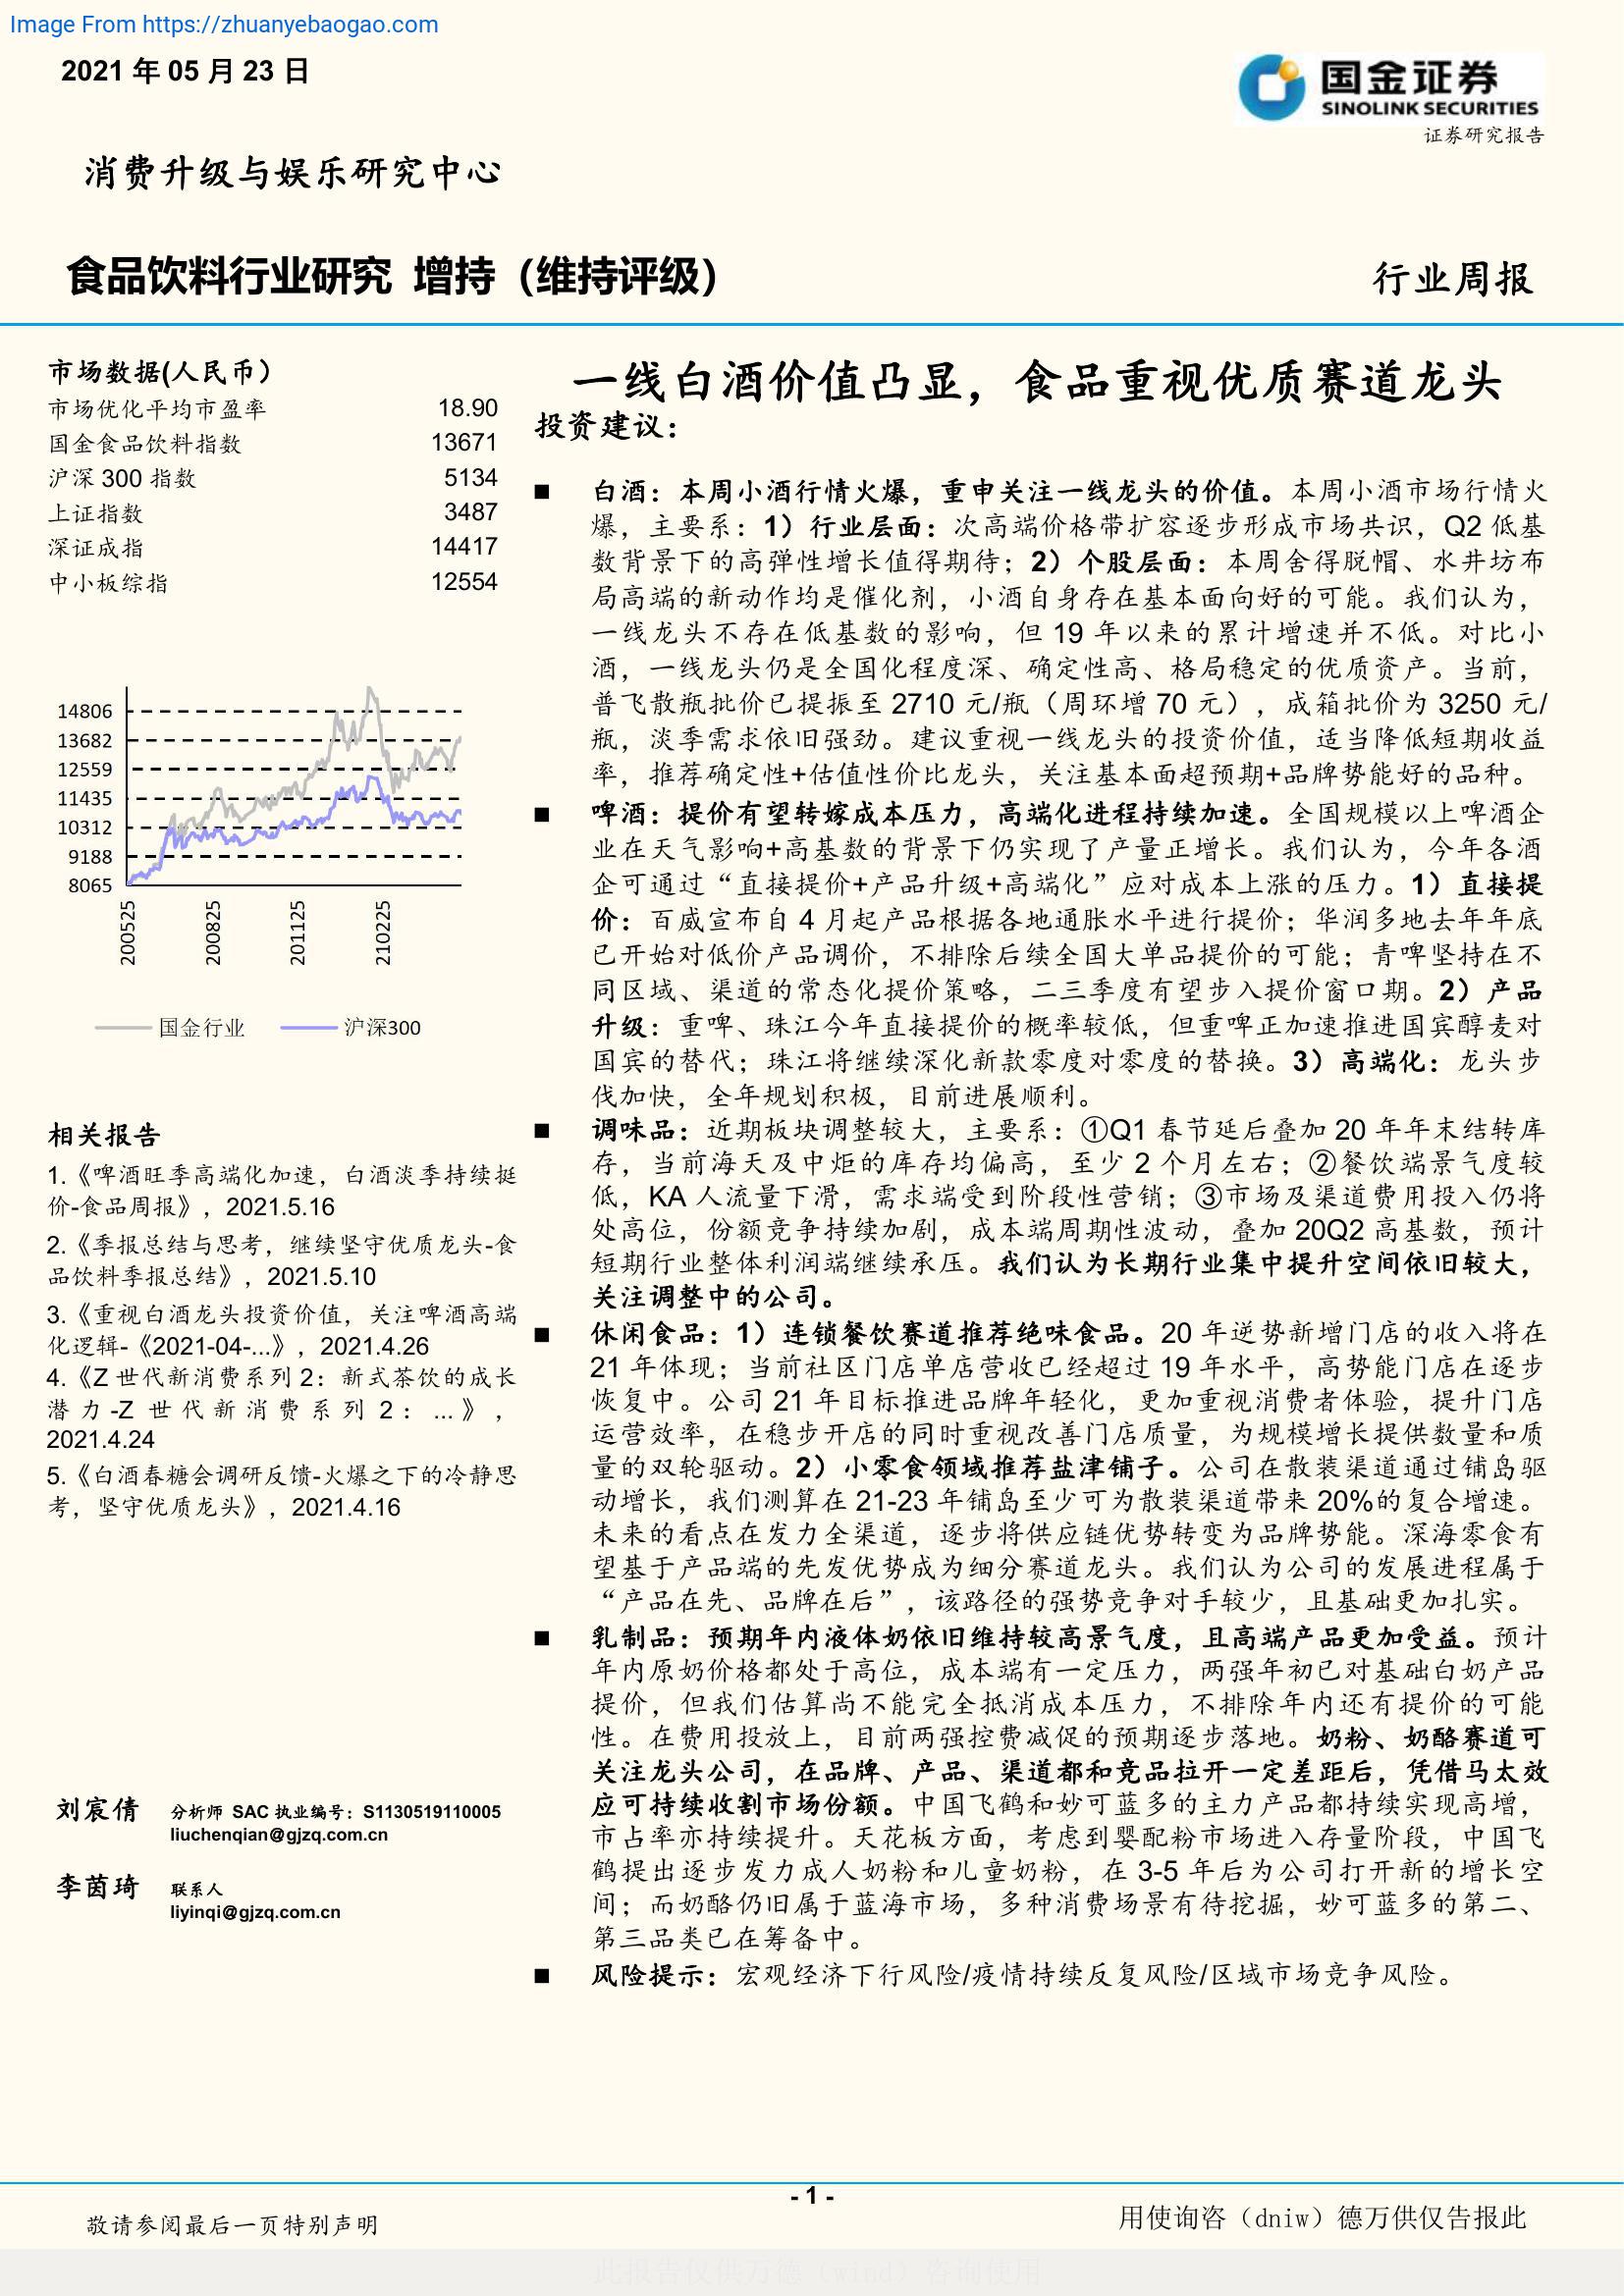 Image From https://zhuanyebaogao.com
2021 年 05 月 23 日
国金证券
SINOLINK SECURITIES
证券研究报告
消费升级与娱乐研究中心
食品饮料行业研究 增持（维持评级）
行业周报
市场数据(人民币）
市场优化平均市盈率 18.90
国金食品饮料指数 13671
沪深 300 指数 5134
上证指数 3487
深证成指 14417
中小板综指 12554
14806
13682
12559
11435
10312
9188
8065
200525
200825
201125
210225
国金行业 沪深300
相关报告
1.《啤酒旺季高端化加速，白酒淡季持续挺
价-食品周报》，2021.5.16
2.《季报总结与思考，继续坚守优质龙头-食
品饮料季报总结》，2021.5.10
3.《重视白酒龙头投资价值，关注啤酒高端
化逻辑-《2021-04-...》，2021.4.26
4.《Z 世代新消费系列 2：新式茶饮的成长
潜力-Z 世代新消费系列 2：...》，
2021.4.24
5.《白酒春糖会调研反馈-火爆之下的冷静思
考，坚守优质龙头》，2021.4.16
刘宸倩 分析师 SAC 执业编号：S1130519110005
liuchenqian@gjzq.com.cn
李茵琦 联系人
liyinqi@gjzq.com.cn
一线白酒价值凸显，食品重视优质赛道龙头
投资建议：
■ 白酒：本周小酒行情火爆，重申关注一线龙头的价值。本周小酒市场行情火
爆，主要系：1）行业层面：次高端价格带扩容逐步形成市场共识，Q2 低基
数背景下的高弹性增长值得期待；2）个股层面：本周舍得脱帽、水井坊布
局高端的新动作均是催化剂，小酒自身存在基本面向好的可能。我们认为，
一线龙头不存在低基数的影响，但 19 年以来的累计增速并不低。对比小
酒，一线龙头仍是全国化程度深、确定性高、格局稳定的优质资产。当前，
普飞散瓶批价已提振至 2710 元/瓶（周环增 70 元），成箱批价为 3250 元/
瓶，淡季需求依旧强劲。建议重视一线龙头的投资价值，适当降低短期收益
率，推荐确定性+估值性价比龙头，关注基本面超预期+品牌势能好的品种。
■ 啤酒：提价有望转嫁成本压力，高端化进程持续加速。全国规模以上啤酒企
业在天气影响+高基数的背景下仍实现了产量正增长。我们认为，今年各酒
企可通过“直接提价+产品升级+高端化”应对成本上涨的压力。1）直接提
价：百威宣布自 4 月起产品根据各地通胀水平进行提价；华润多地去年年底
已开始对低价产品调价，不排除后续全国大单品提价的可能；青啤坚持在不
同区域、渠道的常态化提价策略，二三季度有望步入提价窗口期。2）产品
升级：重啤、珠江今年直接提价的概率较低，但重啤正加速推进国宾醇麦对
国宾的替代；珠江将继续深化新款零度对零度的替换。3）高端化：龙头步
伐加快，全年规划积极，目前进展顺利。
■ 调味品：近期板块调整较大，主要系：①Q1 春节延后叠加 20 年年末结转库
存，当前海天及中炬的库存均偏高，至少 2 个月左右；②餐饮端景气度较
低，KA 人流量下滑，需求端受到阶段性营销；③市场及渠道费用投入仍将
处高位，份额竞争持续加剧，成本端周期性波动，叠加 20Q2 高基数，预计
短期行业整体利润端继续承压。我们认为长期行业集中提升空间依旧较大，
关注调整中的公司。
■ 休闲食品：1）连锁餐饮赛道推荐绝味食品。20 年逆势新增门店的收入将在
21 年体现；当前社区门店单店营收已经超过 19 年水平，高势能门店在逐步
恢复中。公司 21 年目标推进品牌年轻化，更加重视消费者体验，提升门店
运营效率，在稳步开店的同时重视改善门店质量，为规模增长提供数量和质
量的双轮驱动。2）小零食领域推荐盐津铺子。公司在散装渠道通过铺岛驱
动增长，我们测算在 21-23 年铺岛至少可为散装渠道带来 20%的复合增速。
未来的看点在发力全渠道，逐步将供应链优势转变为品牌势能。深海零食有
望基于产品端的先发优势成为细分赛道龙头。我们认为公司的发展进程属于
“产品在先、品牌在后”，该路径的强势竞争对手较少，且基础更加扎实。
■ 乳制品：预期年内液体奶依旧维持较高景气度，且高端产品更加受益。预计
年内原奶价格都处于高位，成本端有一定压力，两强年初已对基础白奶产品
提价，但我们估算尚不能完全抵消成本压力，不排除年内还有提价的可能
性。在费用投放上，目前两强控费减促的预期逐步落地。奶粉、奶酪赛道可
关注龙头公司，在品牌、产品、渠道都和竞品拉开一定差距后，凭借马太效
应可持续收割市场份额。中国飞鹤和妙可蓝多的主力产品都持续实现高增，
市占率亦持续提升。天花板方面，考虑到婴配粉市场进入存量阶段，中国飞
鹤提出逐步发力成人奶粉和儿童奶粉，在 3-5 年后为公司打开新的增长空
间；而奶酪仍旧属于蓝海市场，多种消费场景有待挖掘，妙可蓝多的第二、
第三品类已在筹备中。
■ 风险提示：宏观经济下行风险/疫情持续反复风险/区域市场竞争风险。
- 1 -
敬请参阅最后一页特别声明
用使询咨（dniw）德万供仅告报此
此报告仅供万德（wind）咨询使用